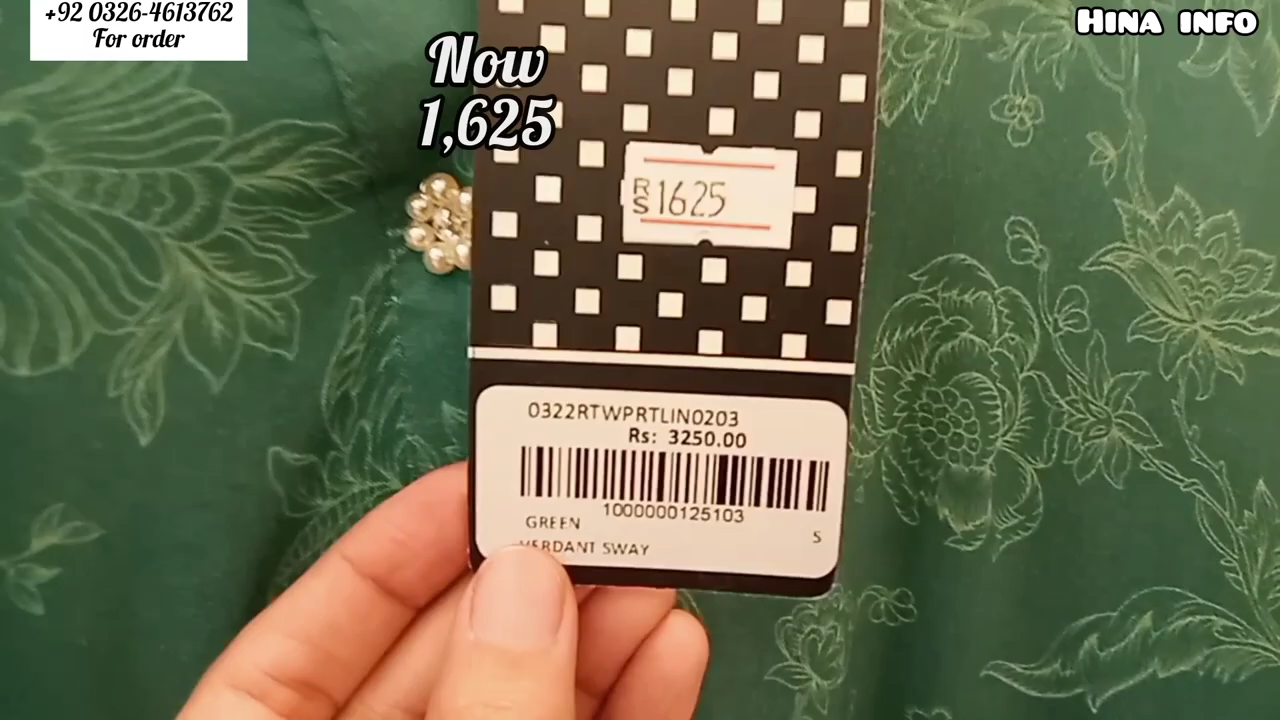 +92 0326-4613762
For order
HINA INFO
Now
1,625
RS 1625
0322RTWPRTLIN0203
Rs: 3250.00
1000000125103
GREEN
S
VERDANT SWAY